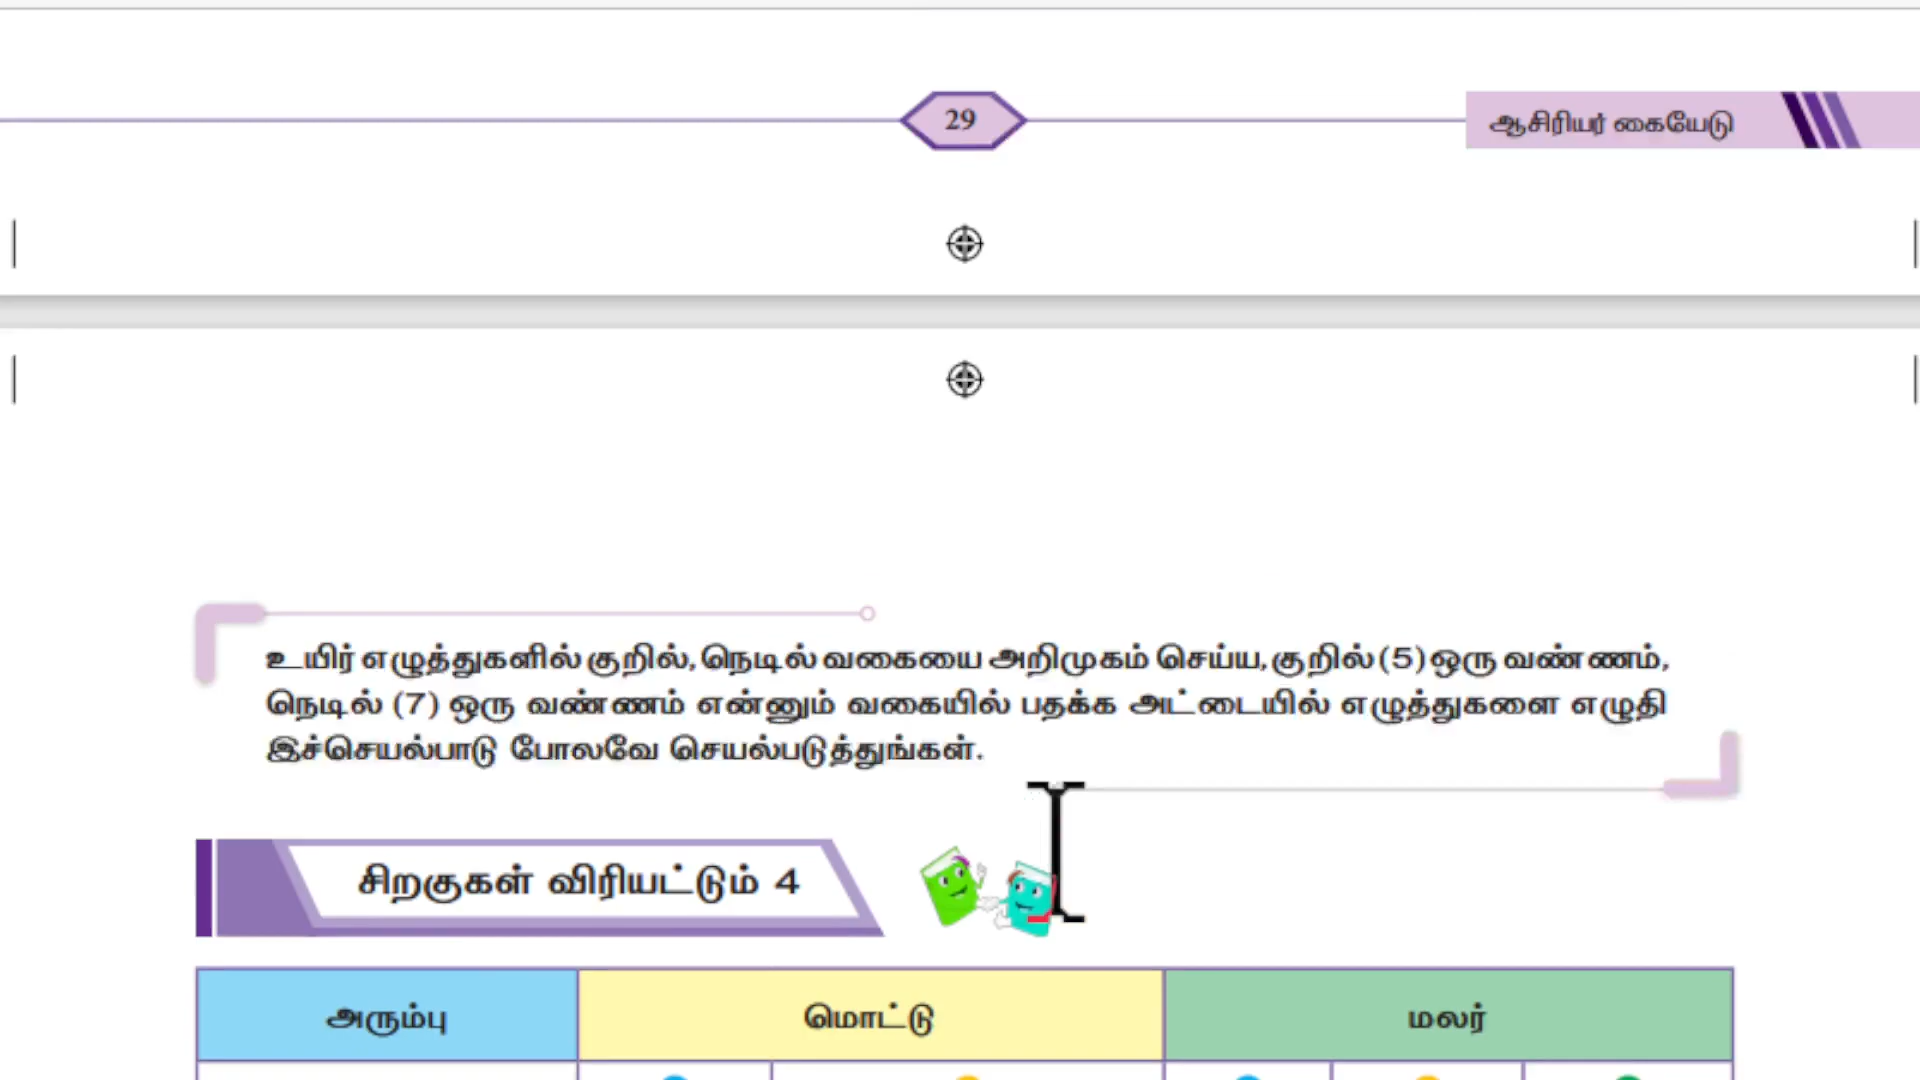 29
ஆசிரியர் கையேடு
உயிர் எழுத்துகளில் குறில், நெடில் வகையை அறிமுகம் செய்ய, குறில் (5) ஒரு வண்ணம்,
நெடில் (7) ஒரு வண்ணம் என்னும் வகையில் பதக்க அட்டையில் எழுத்துகளை எழுதி
இச்செயல்பாடு போலவே செயல்படுத்துங்கள்.
சிறகுகள் விரியட்டும் 4
அரும்பு
மொட்டு
மலர்